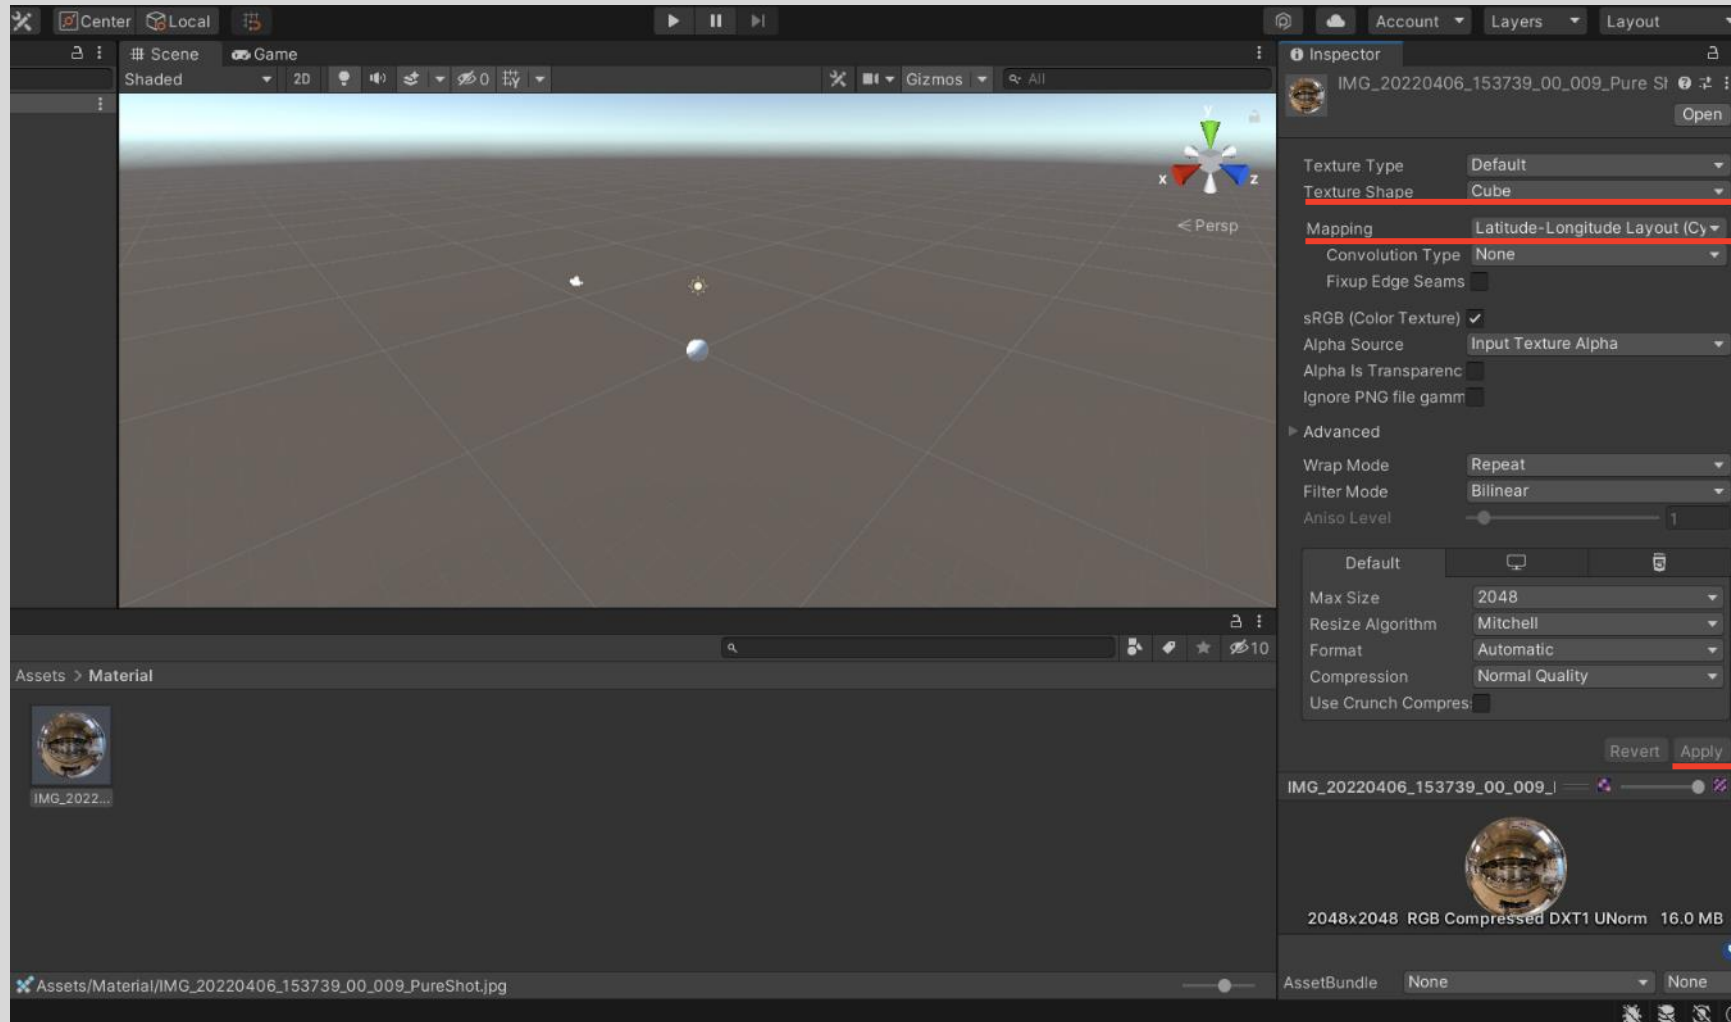 Center Local Account Layers Layout
Scene Game Inspector
Shaded 2D 0 Gizmos All
IMG_20220406_153739_00_009_Pure
Open
Y
x z
Persp
Texture Type Default
Texture Shape Cube
Mapping Latitude-Longitude Layout (Cy
Convolution Type None
Fixup Edge Seams
sRGB (Color Texture)
Alpha Source Input Texture Alpha
Alpha Is Transparenc
Ignore PNG file gamm
Advanced
Wrap Mode Repeat
Filter Mode Bilinear
Aniso Level 1
Default
Max Size 2048
Resize Algorithm Mitchell
Format Automatic
Compression Normal Quality
Use Crunch Compres
Revert Apply
10
Assets > Material
IMG_2022...
IMG_20220406_153739_00_009_
2048x2048 RGB Compressed DXT1 UNorm 16.0 MB
Assets/Material/IMG_20220406_153739_00_009_PureShot.jpg
AssetBundle None None